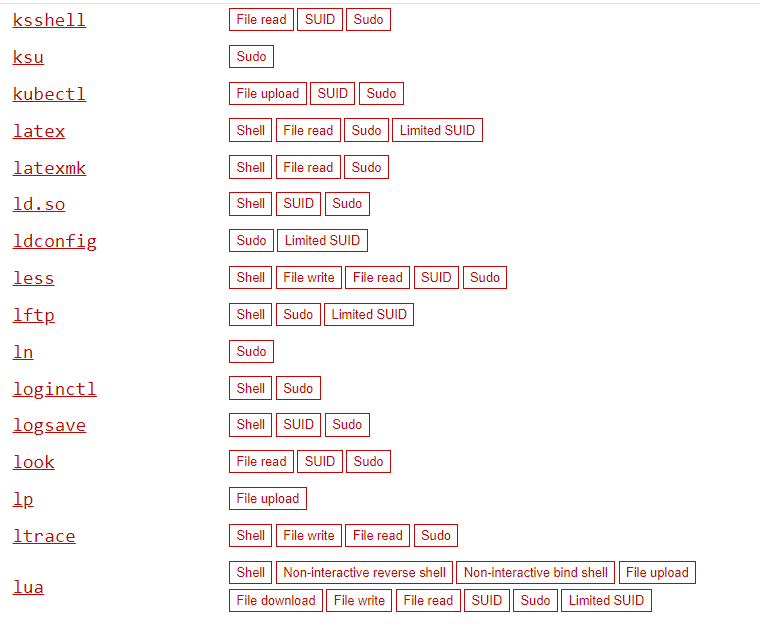 ksshell File read SUID Sudo
ksu Sudo
kubectl File upload SUID Sudo
latex Shell File read Sudo Limited SUID
latexmk Shell File read Sudo
ld.so Shell SUID Sudo
ldconfig Sudo Limited SUID
less Shell File write File read SUID Sudo
lftp Shell Sudo Limited SUID
ln Sudo
loginctl Shell Sudo
logsave Shell SUID Sudo
look File read SUID Sudo
lp File upload
ltrace Shell File write File read Sudo
lua Shell Non-interactive reverse shell Non-interactive bind shell File upload
File download File write File read SUID Sudo Limited SUID